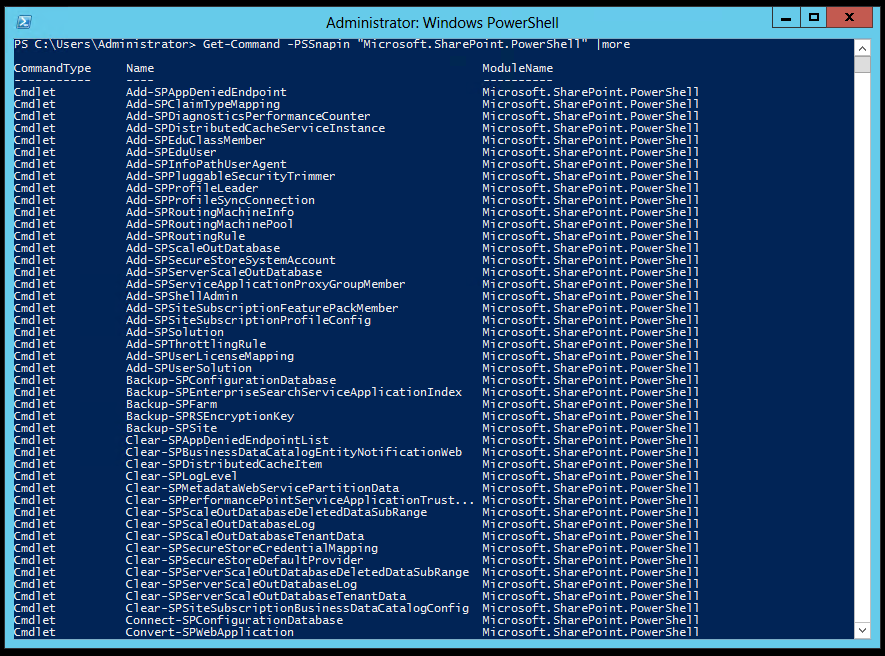 Administrator: Windows PowerShell
PS C:\Users\Administrator> Get-Command -PSSnapin "Microsoft.SharePoint.PowerShell" |more
CommandType Name ModuleName
----------- ---- ----------
Cmdlet Add-SPAppDeniedEndpoint Microsoft.SharePoint.PowerShell
Cmdlet Add-SPClaimTypeMapping Microsoft.SharePoint.PowerShell
Cmdlet Add-SPDiagnosticsPerformanceCounter Microsoft.SharePoint.PowerShell
Cmdlet Add-SPDistributedCacheServiceInstance Microsoft.SharePoint.PowerShell
Cmdlet Add-SPEduClassMember Microsoft.SharePoint.PowerShell
Cmdlet Add-SPEduUser Microsoft.SharePoint.PowerShell
Cmdlet Add-SPInfoPathUserAgent Microsoft.SharePoint.PowerShell
Cmdlet Add-SPPluggableSecurityTrimmer Microsoft.SharePoint.PowerShell
Cmdlet Add-SPProfileLeader Microsoft.SharePoint.PowerShell
Cmdlet Add-SPProfileSyncConnection Microsoft.SharePoint.PowerShell
Cmdlet Add-SPRoutingMachineInfo Microsoft.SharePoint.PowerShell
Cmdlet Add-SPRoutingMachinePool Microsoft.SharePoint.PowerShell
Cmdlet Add-SPRoutingRule Microsoft.SharePoint.PowerShell
Cmdlet Add-SPScaleOutDatabase Microsoft.SharePoint.PowerShell
Cmdlet Add-SPSecureStoreSystemAccount Microsoft.SharePoint.PowerShell
Cmdlet Add-SPServerScaleOutDatabase Microsoft.SharePoint.PowerShell
Cmdlet Add-SPServiceApplicationProxyGroupMember Microsoft.SharePoint.PowerShell
Cmdlet Add-SPShellAdmin Microsoft.SharePoint.PowerShell
Cmdlet Add-SPSiteSubscriptionFeaturePackMember Microsoft.SharePoint.PowerShell
Cmdlet Add-SPSiteSubscriptionProfileConfig Microsoft.SharePoint.PowerShell
Cmdlet Add-SPSolution Microsoft.SharePoint.PowerShell
Cmdlet Add-SPThrottlingRule Microsoft.SharePoint.PowerShell
Cmdlet Add-SPUserLicenseMapping Microsoft.SharePoint.PowerShell
Cmdlet Add-SPUserSolution Microsoft.SharePoint.PowerShell
Cmdlet Backup-SPConfigurationDatabase Microsoft.SharePoint.PowerShell
Cmdlet Backup-SPEnterpriseSearchServiceApplicationIndex Microsoft.SharePoint.PowerShell
Cmdlet Backup-SPFarm Microsoft.SharePoint.PowerShell
Cmdlet Backup-SPRSEncryptionKey Microsoft.SharePoint.PowerShell
Cmdlet Backup-SPSite Microsoft.SharePoint.PowerShell
Cmdlet Clear-SPAppDeniedEndpointList Microsoft.SharePoint.PowerShell
Cmdlet Clear-SPBusinessDataCatalogEntityNotificationWeb Microsoft.SharePoint.PowerShell
Cmdlet Clear-SPDistributedCacheItem Microsoft.SharePoint.PowerShell
Cmdlet Clear-SPLogLevel Microsoft.SharePoint.PowerShell
Cmdlet Clear-SPMetadataWebServicePartitionData Microsoft.SharePoint.PowerShell
Cmdlet Clear-SPPerformancePointServiceApplicationTrust... Microsoft.SharePoint.PowerShell
Cmdlet Clear-SPScaleOutDatabaseDeletedDataSubRange Microsoft.SharePoint.PowerShell
Cmdlet Clear-SPScaleOutDatabaseLog Microsoft.SharePoint.PowerShell
Cmdlet Clear-SPScaleOutDatabaseTenantData Microsoft.SharePoint.PowerShell
Cmdlet Clear-SPSecureStoreCredentialMapping Microsoft.SharePoint.PowerShell
Cmdlet Clear-SPSecureStoreDefaultProvider Microsoft.SharePoint.PowerShell
Cmdlet Clear-SPServerScaleOutDatabaseDeletedDataSubRange Microsoft.SharePoint.PowerShell
Cmdlet Clear-SPServerScaleOutDatabaseLog Microsoft.SharePoint.PowerShell
Cmdlet Clear-SPServerScaleOutDatabaseTenantData Microsoft.SharePoint.PowerShell
Cmdlet Clear-SPSiteSubscriptionBusinessDataCatalogConfig Microsoft.SharePoint.PowerShell
Cmdlet Connect-SPConfigurationDatabase Microsoft.SharePoint.PowerShell
Cmdlet Convert-SPWebApplication Microsoft.SharePoint.PowerShell